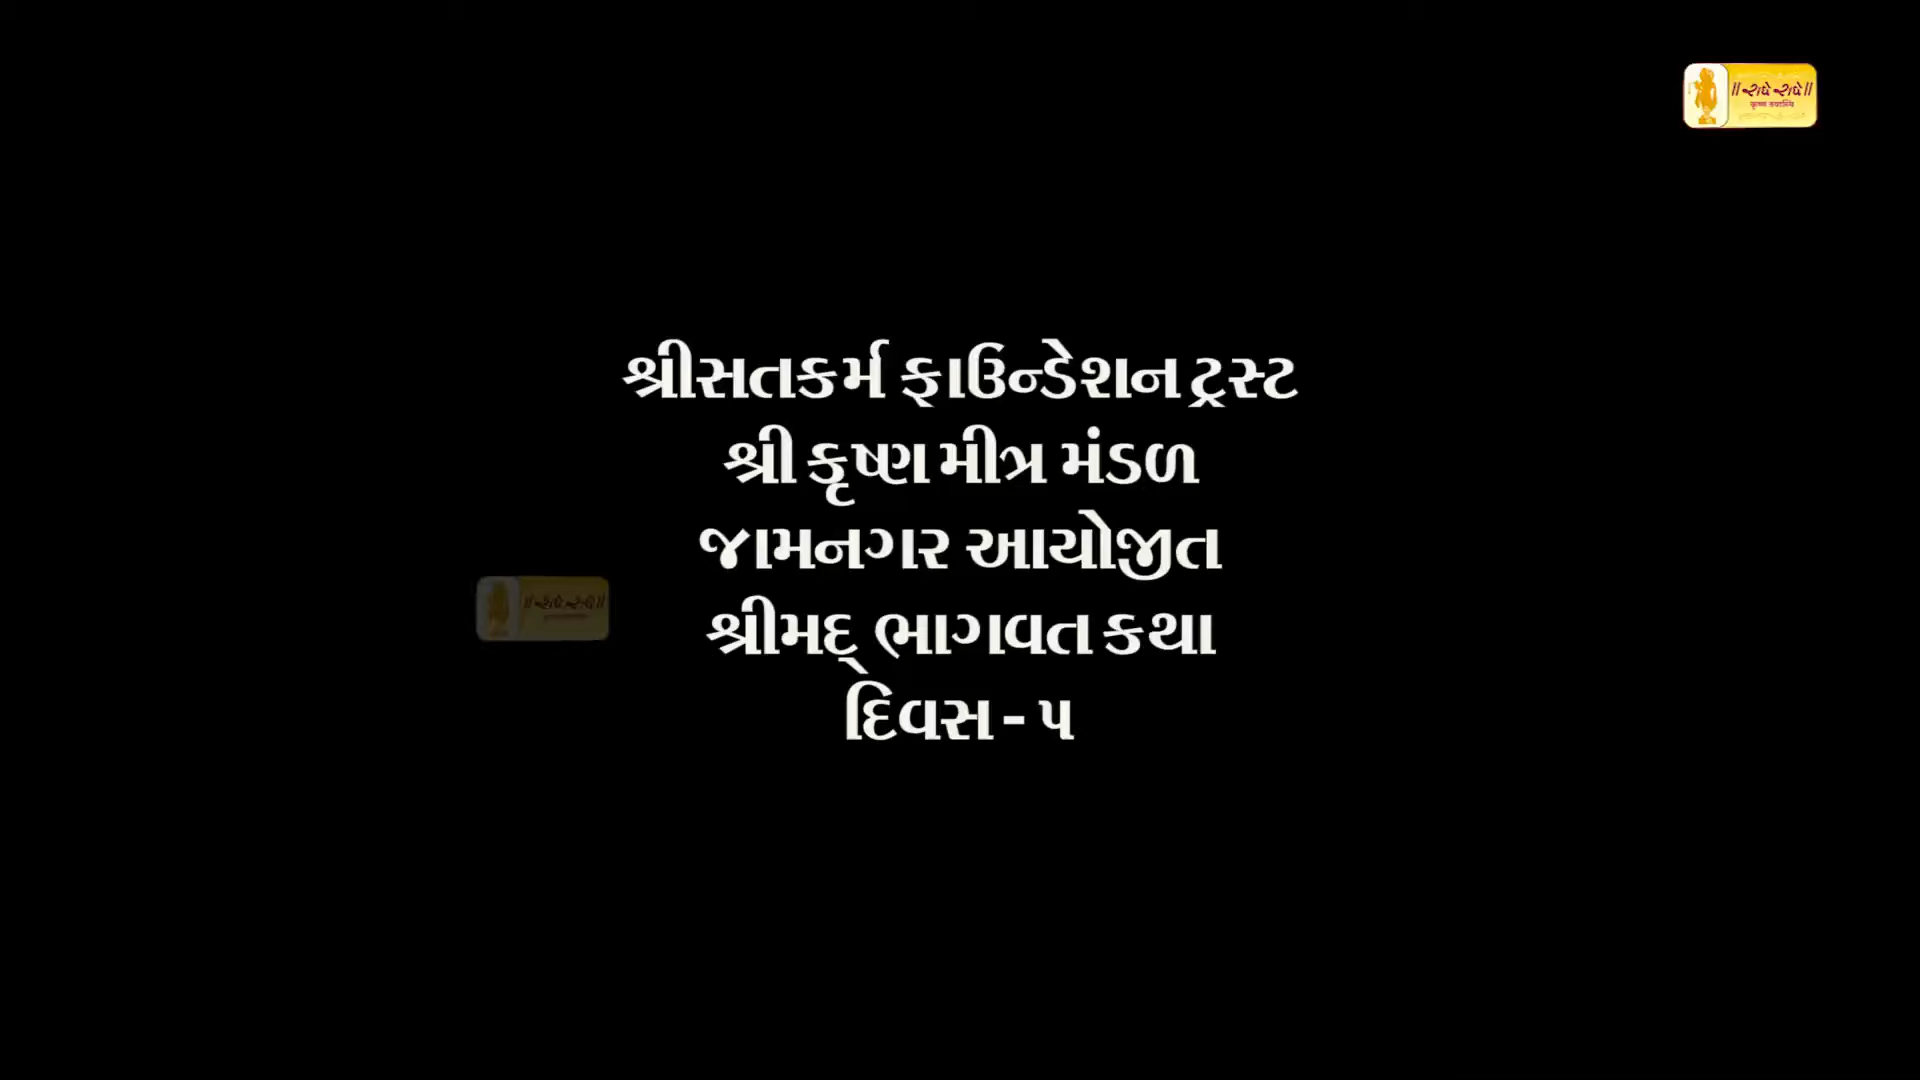 || રાધે રાધે ||
શ્રીસતકર્મ ફાઉન્ડેશન ટ્રસ્ટ
શ્રી કૃષ્ણ મીત્ર મંડળ
જામનગર આયોજીત
|| રાધે રાધે ||
શ્રીમદ્ ભાગવત કથા
દિવસ - ૫